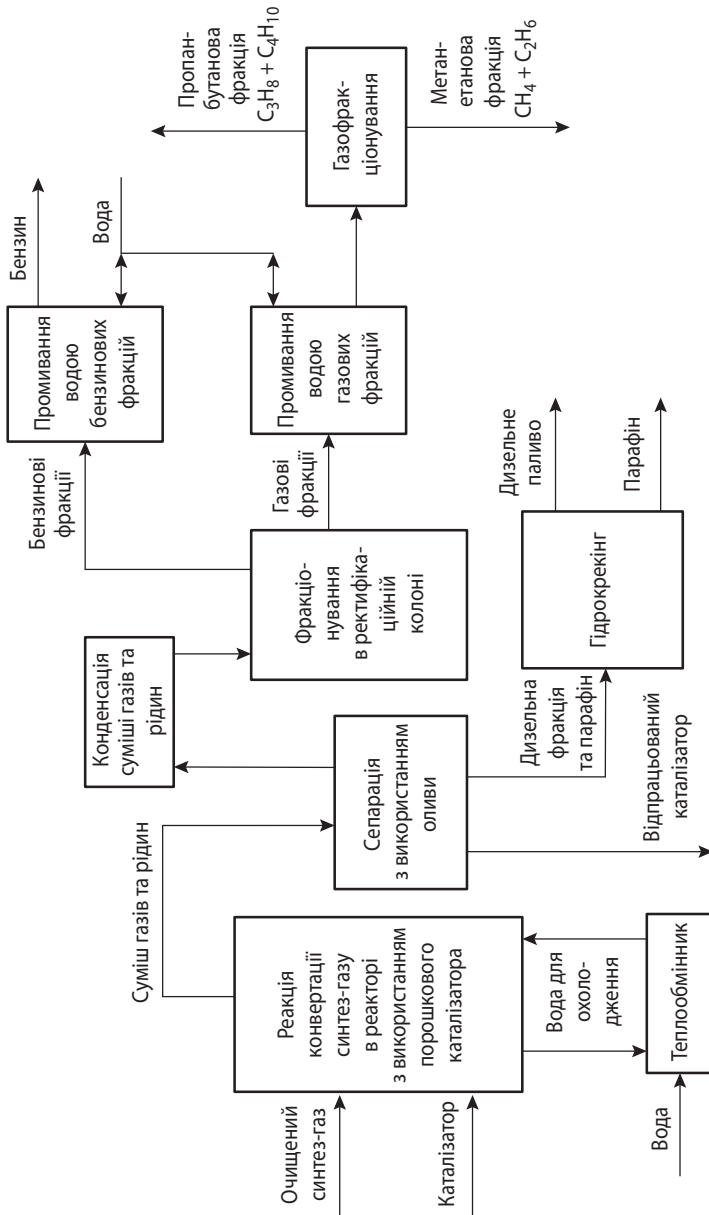 Очищений
синтез-газ
Каталізатор
Реакція
конвертації
синтез-газу
в реакторі
з використанням
порошкового
каталізатора
Вода
Теплообмінник
Вода для
охоло-
дження
Суміш газів та рідин
Сепарація
з використанням
оливи
Відпрацьований
каталізатор
Дизельна
фракція
та парафін
Конденсація
суміші газів та
рідин
Фракціо-
нування
в ректифіка-
ційній
колоні
Гідрокрекінг
Дизельне
паливо
Парафін
Бензинові
фракції
Газові
фракції
Промивання
водою
бензинових
фракцій
Промивання
водою
газових
фракцій
Бензин
Вода
Газофрак-
ціонування
Пропан-
бутанова
фракція
C3H8 + C4H10
Метан-
етанова
фракція
CH4 + C2H6